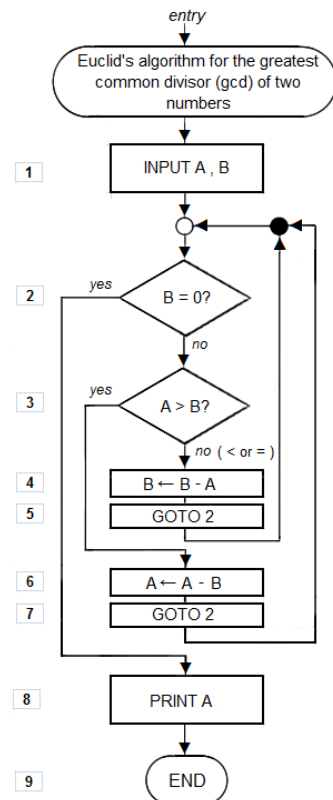 entry
Euclid's algorithm for the greatest
common divisor (gcd) of two
numbers
1
INPUT A , B
2
yes
B = 0?
no
3
yes
A > B?
no ( < or = )
4
B ← B - A
5
GOTO 2
6
A ← A - B
7
GOTO 2
8
PRINT A
9
END